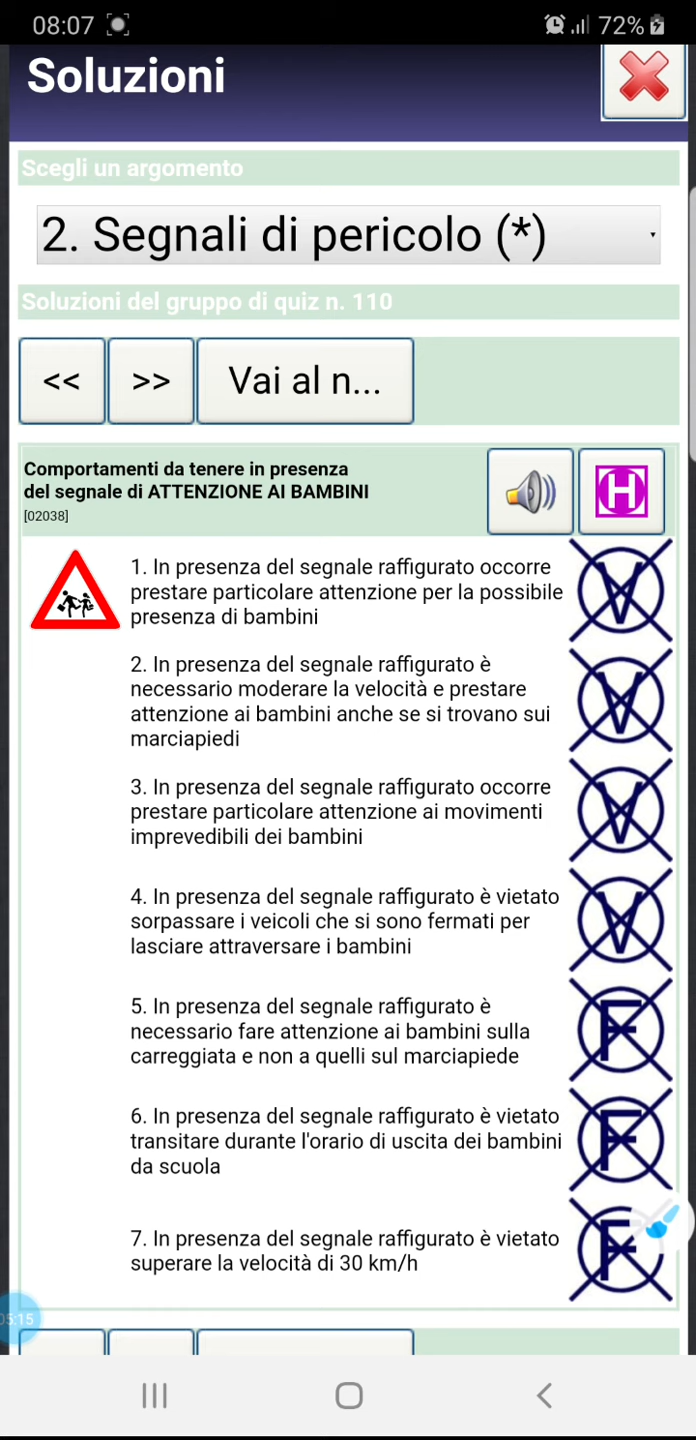 08:07
72%
Soluzioni
Scegli un argomento
2. Segnali di pericolo (*)
Soluzioni del gruppo di quiz n. 110
<<
>>
Vai al n...
Comportamenti da tenere in presenza
del segnale di ATTENZIONE AI BAMBINI
[02038]
H
1. In presenza del segnale raffigurato occorre
prestare particolare attenzione per la possibile
presenza di bambini
V
2. In presenza del segnale raffigurato è
necessario moderare la velocità e prestare
attenzione ai bambini anche se si trovano sui
marciapiedi
V
3. In presenza del segnale raffigurato occorre
prestare particolare attenzione ai movimenti
imprevedibili dei bambini
V
4. In presenza del segnale raffigurato è vietato
sorpassare i veicoli che si sono fermati per
lasciare attraversare i bambini
V
5. In presenza del segnale raffigurato è
necessario fare attenzione ai bambini sulla
carreggiata e non a quelli sul marciapiede
F
6. In presenza del segnale raffigurato è vietato
transitare durante l'orario di uscita dei bambini
da scuola
F
7. In presenza del segnale raffigurato è vietato
superare la velocità di 30 km/h
F
05:15